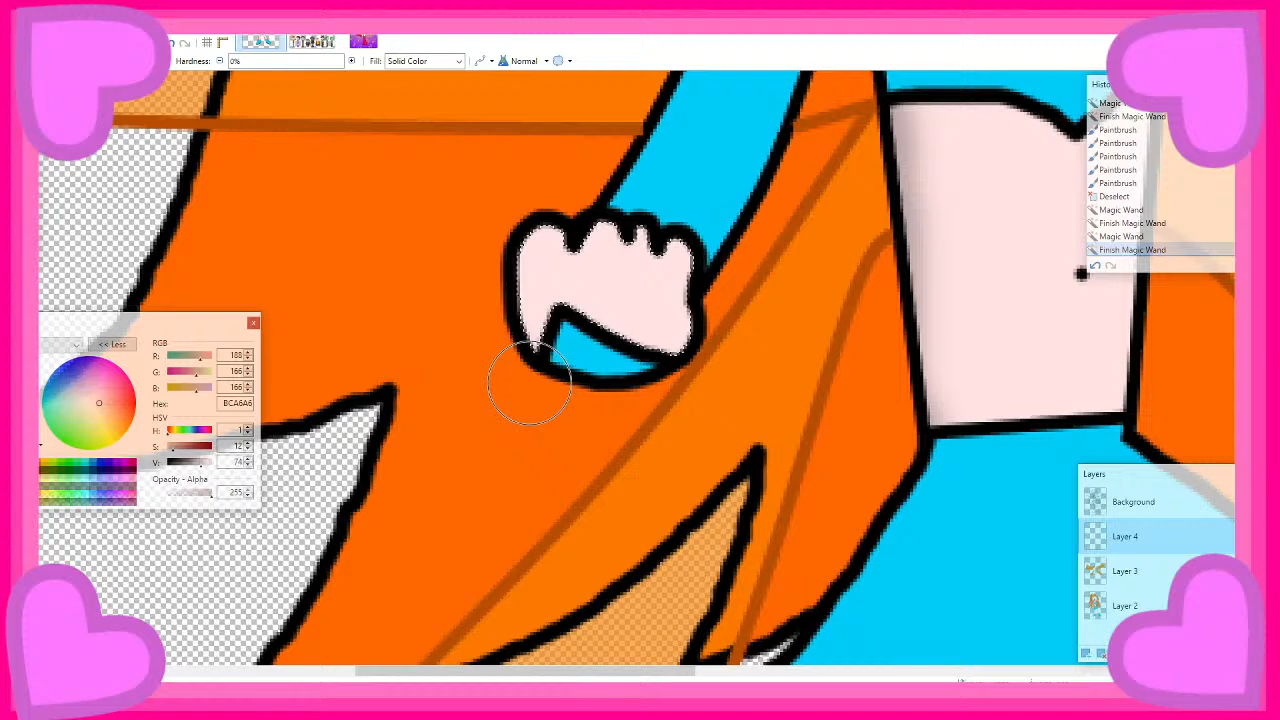 Hardness: 0% Fill: Solid Color Normal
Magic
Finish Magic Wand
Paintbrush
Paintbrush
Paintbrush
Paintbrush
Paintbrush
Deselect
Magic Wand
Finish Magic Wand
Magic Wand
Finish Magic Wand
<< Less
RGB
R: 188
G: 166
B: 166
Hex: BCA6A6
HSV
H: 1
S: 12
V: 74
Opacity - Alpha
255
Layers
Background
Layer 4
Layer 3
Layer 2